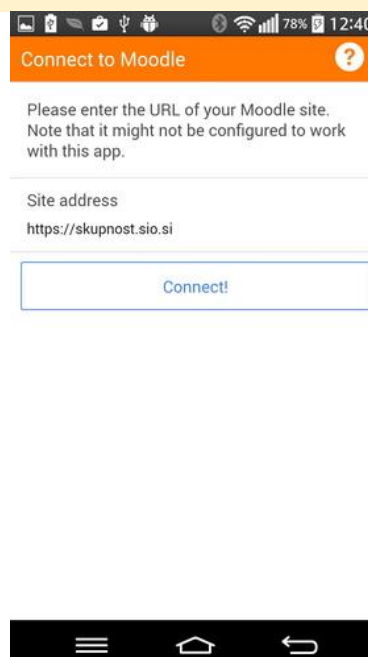 78% 12:40
Connect to Moodle ?
Please enter the URL of your Moodle site.
Note that it might not be configured to work
with this app.
Site address
https://skupnost.sio.si
Connect!